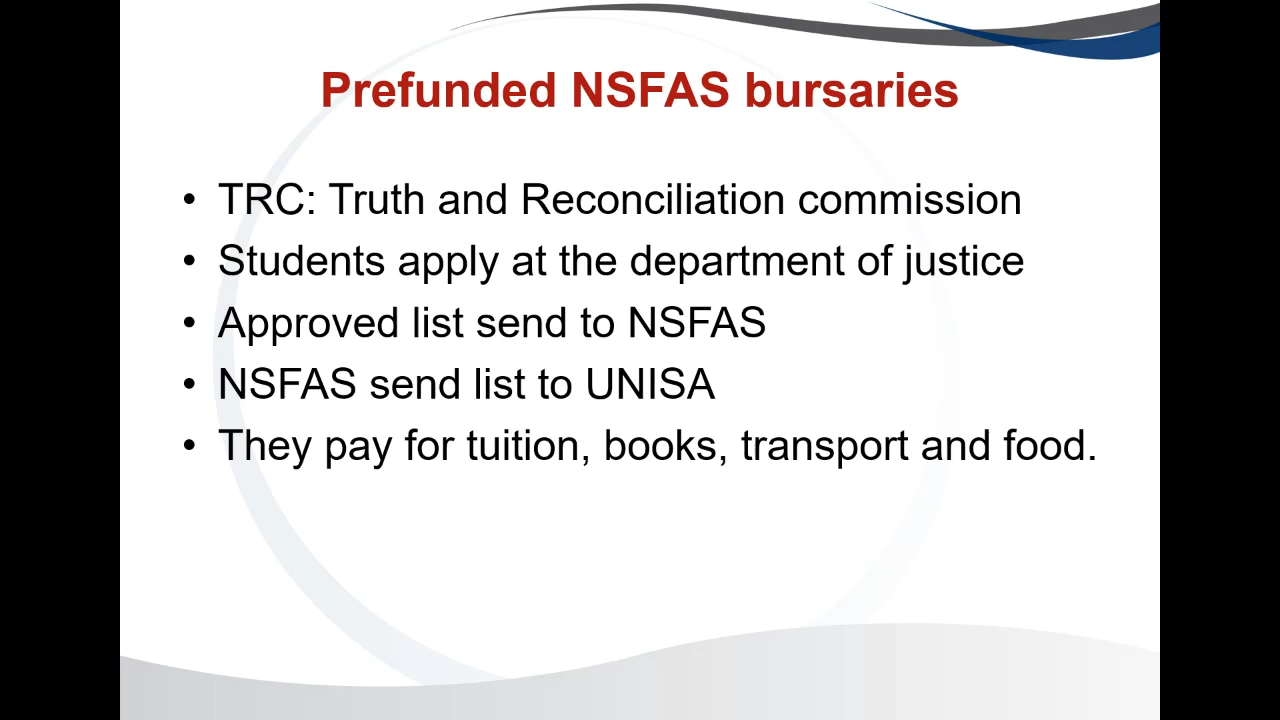 Prefunded NSFAS bursaries
• TRC: Truth and Reconciliation commission
• Students apply at the department of justice
• Approved list send to NSFAS
• NSFAS send list to UNISA
• They pay for tuition, books, transport and food.